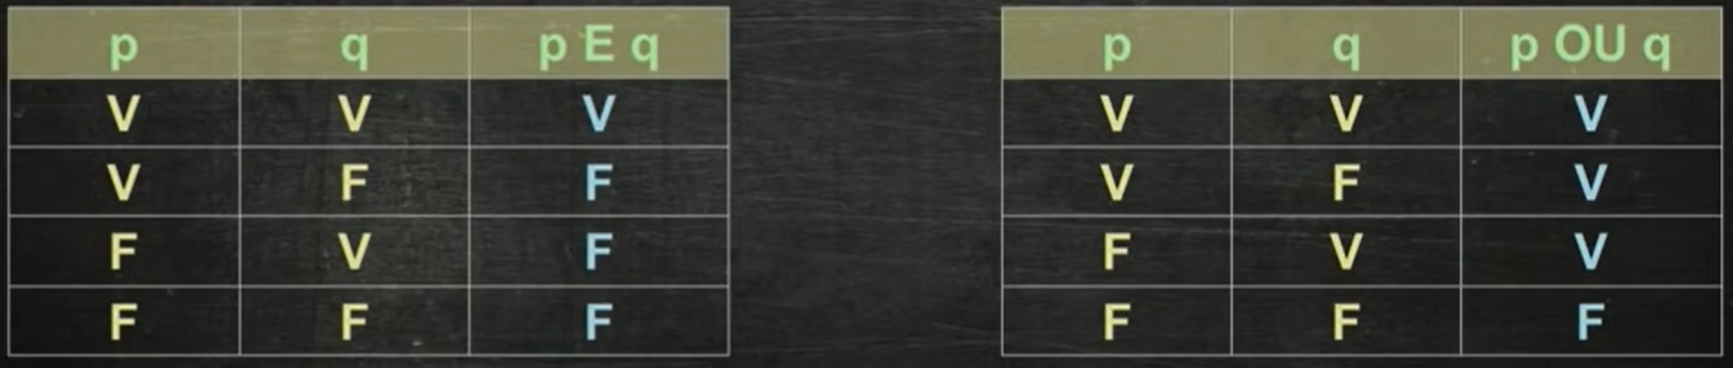 p q p E q
V V V
V F F
F V F
F F F
p q p OU q
V V V
V F V
F V V
F F F